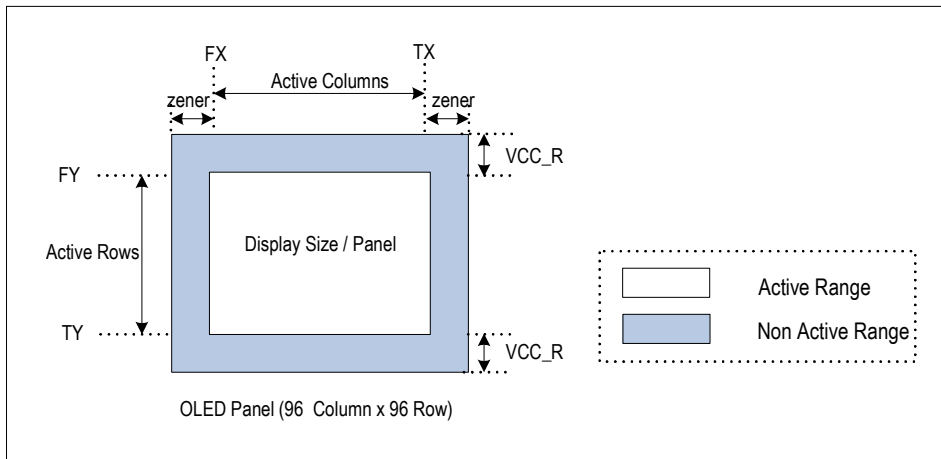 FX
TX
Active Columns
zener
zener
VCC_R
FY
Active Rows
Display Size / Panel
TY
VCC_R
Active Range
Non Active Range
OLED Panel (96 Column x 96 Row)